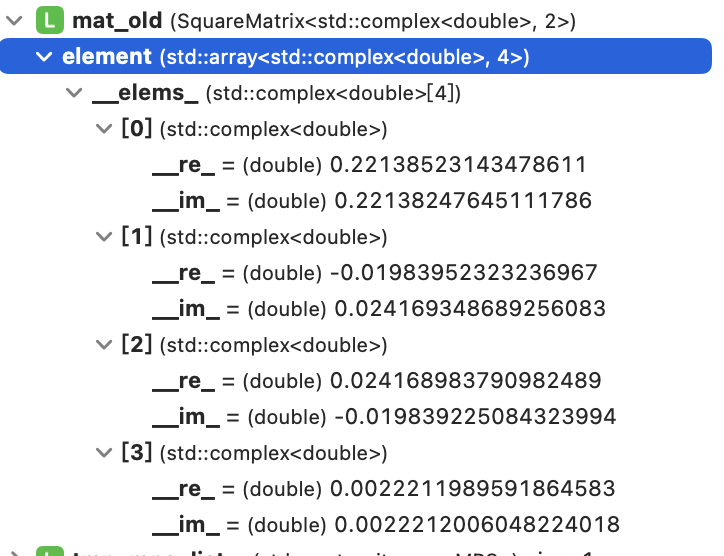 L mat_old (SquareMatrix<std::complex<double>, 2>)
element (std::array<std::complex<double>, 4>)
__elems_ (std::complex<double>[4])
[0] (std::complex<double>)
__re_ = (double) 0.22138523143478611
__im_ = (double) 0.22138247645111786
[1] (std::complex<double>)
__re_ = (double) -0.01983952323236967
__im_ = (double) 0.024169348689256083
[2] (std::complex<double>)
__re_ = (double) 0.024168983790982489
__im_ = (double) -0.019839225084323994
[3] (std::complex<double>)
__re_ = (double) 0.0022211989591864583
__im_ = (double) 0.0022212006048224018